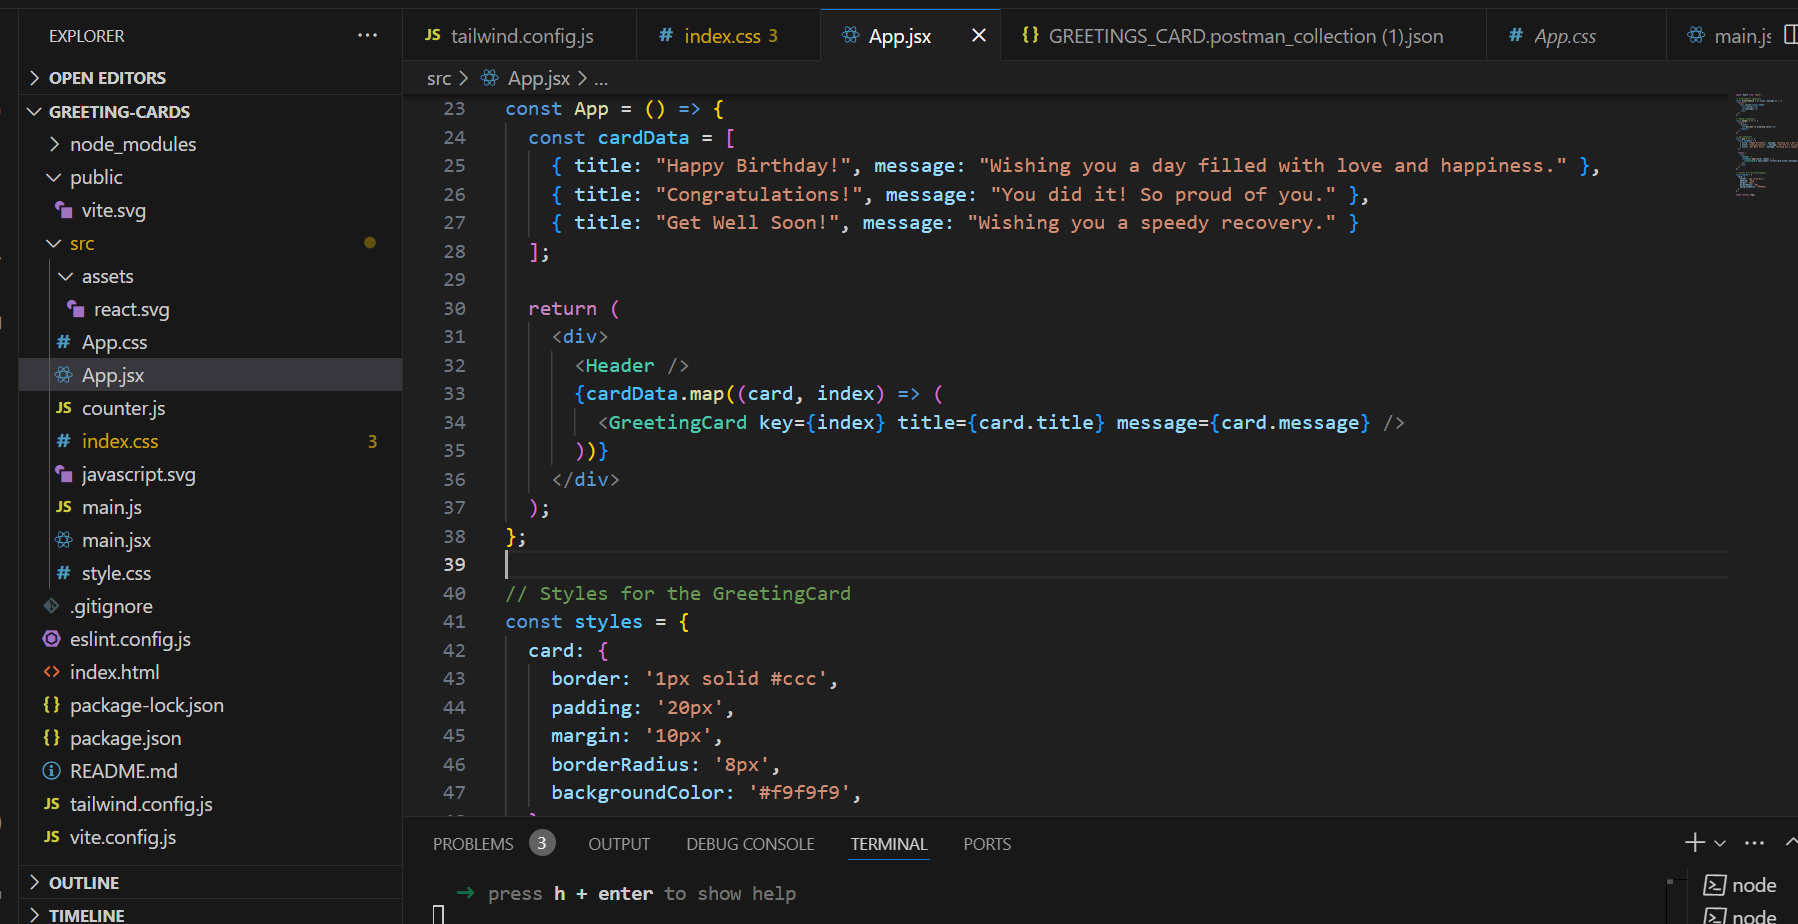 EXPLORER
OPEN EDITORS
GREETING-CARDS
node_modules
public
vite.svg
src
assets
react.svg
App.css
App.jsx
counter.js
index.css 3
javascript.svg
main.js
main.jsx
style.css
.gitignore
eslint.config.js
index.html
package-lock.json
package.json
README.md
tailwind.config.js
vite.config.js
OUTLINE
TIMELINE
JS tailwind.config.js # index.css 3 App.jsx {} GREETINGS_CARD.postman_collection (1).json # App.css main.js
src > App.jsx > ...
23 const App = () => {
24 const cardData = [
25 { title: "Happy Birthday!", message: "Wishing you a day filled with love and happiness." },
26 { title: "Congratulations!", message: "You did it! So proud of you." },
27 { title: "Get Well Soon!", message: "Wishing you a speedy recovery." }
28 ];
29
30 return (
31 <div>
32 <Header />
33 {cardData.map((card, index) => (
34 <GreetingCard key={index} title={card.title} message={card.message} />
35 ))}
36 </div>
37 );
38 };
39
40 // Styles for the GreetingCard
41 const styles = {
42 card: {
43 border: '1px solid #ccc',
44 padding: '20px',
45 margin: '10px',
46 borderRadius: '8px',
47 backgroundColor: '#f9f9f9',
PROBLEMS 3 OUTPUT DEBUG CONSOLE TERMINAL PORTS
➜ press h + enter to show help
node
node